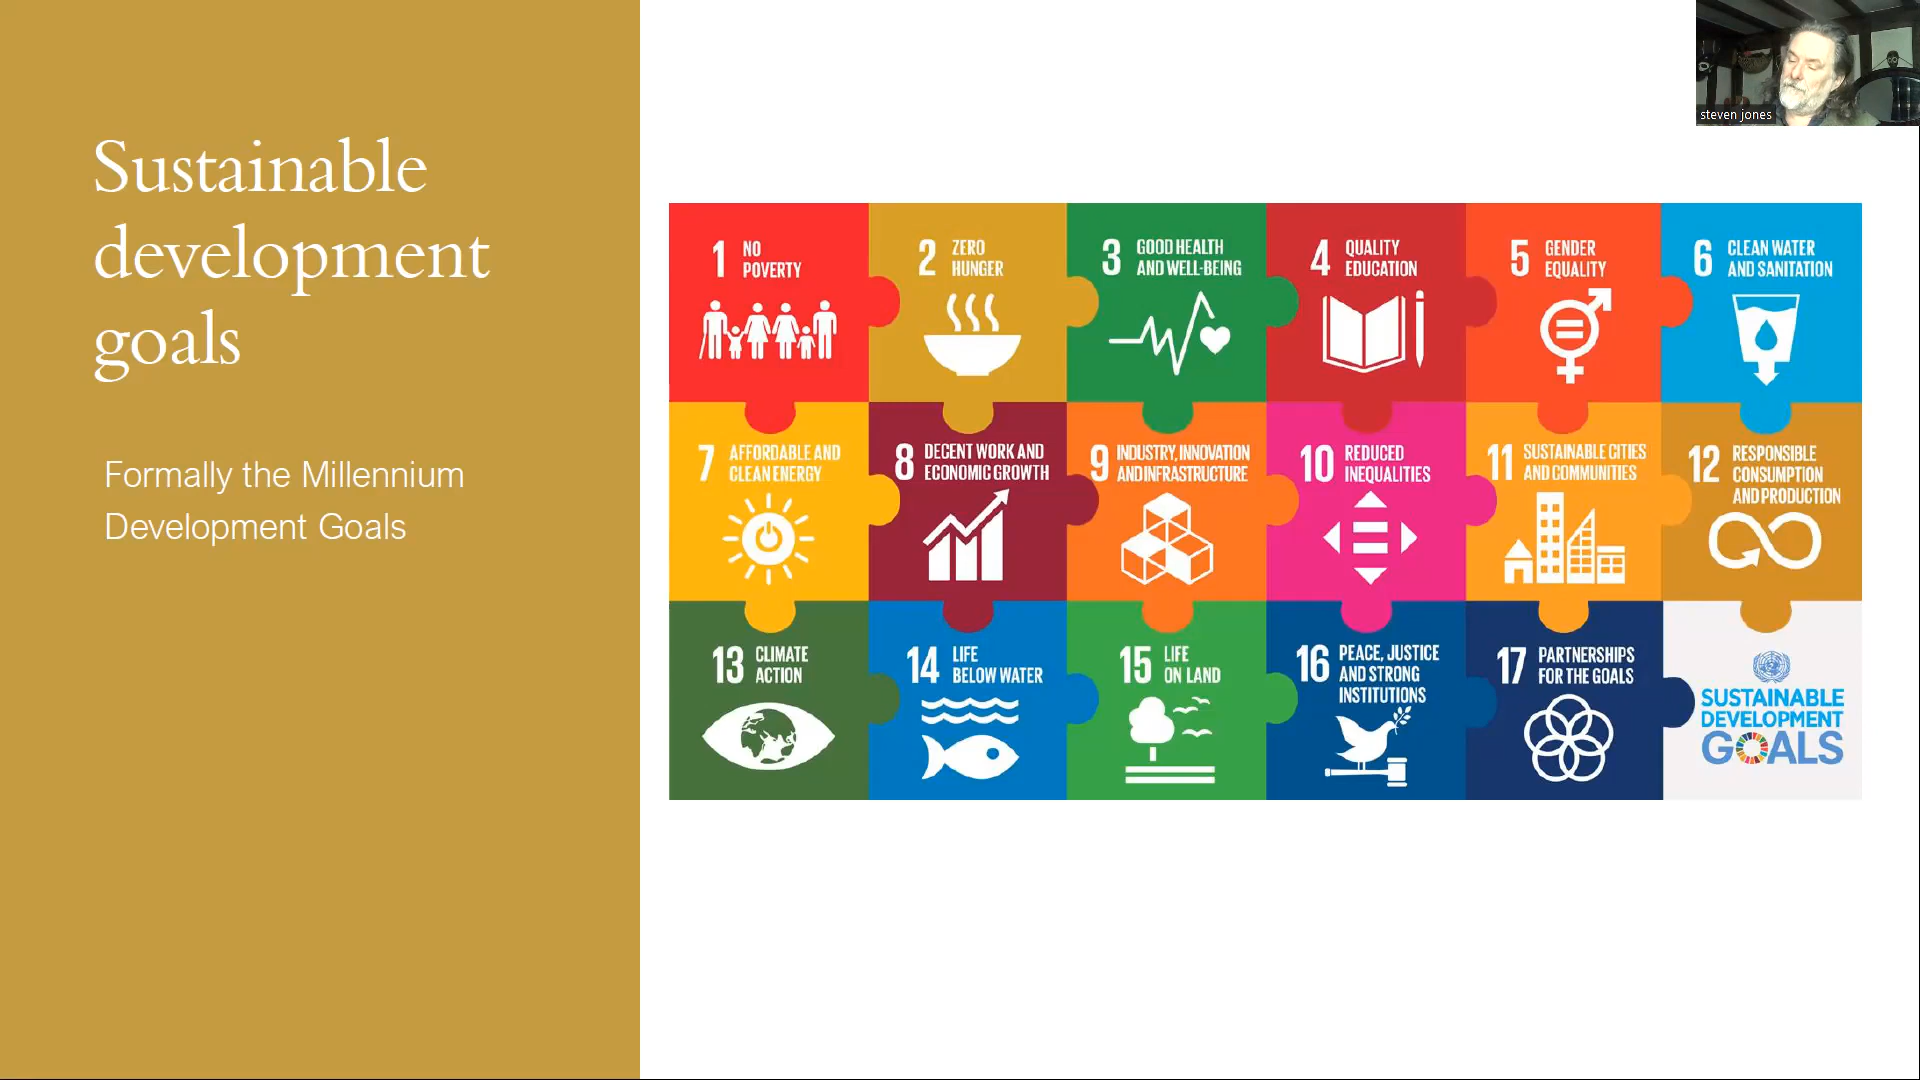 Sustainable
development
goals
Formally the Millennium
Development Goals
steven jones
1 NO
POVERTY
2 ZERO
HUNGER
3 GOOD HEALTH
AND WELL-BEING
4 QUALITY
EDUCATION
5 GENDER
EQUALITY
6 CLEAN WATER
AND SANITATION
7 AFFORDABLE AND
CLEAN ENERGY
8 DECENT WORK AND
ECONOMIC GROWTH
9 INDUSTRY, INNOVATION
AND INFRASTRUCTURE
10 REDUCED
INEQUALITIES
11 SUSTAINABLE CITIES
AND COMMUNITIES
12 RESPONSIBLE
CONSUMPTION
AND PRODUCTION
13 CLIMATE
ACTION
14 LIFE
BELOW WATER
15 LIFE
ON LAND
16 PEACE, JUSTICE
AND STRONG
INSTITUTIONS
17 PARTNERSHIPS
FOR THE GOALS
SUSTAINABLE
DEVELOPMENT
GOALS